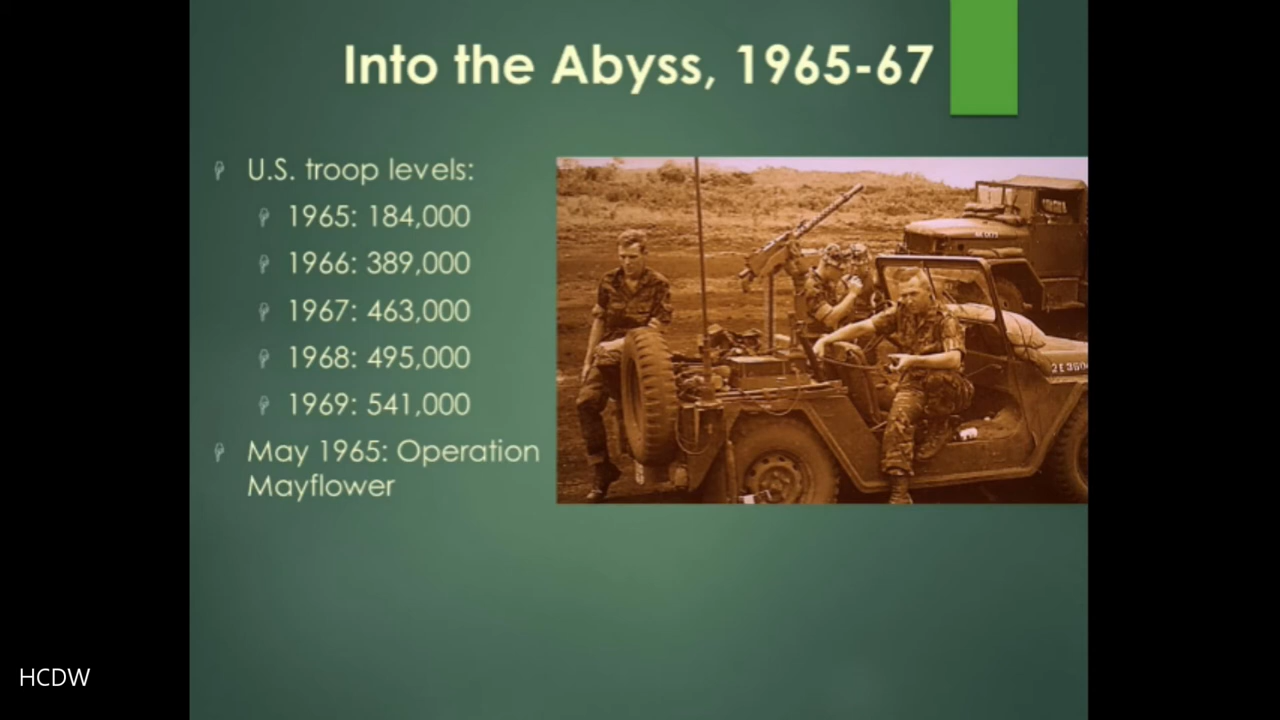 Into the Abyss, 1965-67
U.S. troop levels:
1965: 184,000
1966: 389,000
1967: 463,000
1968: 495,000
1969: 541,000
May 1965: Operation
Mayflower
HCDW